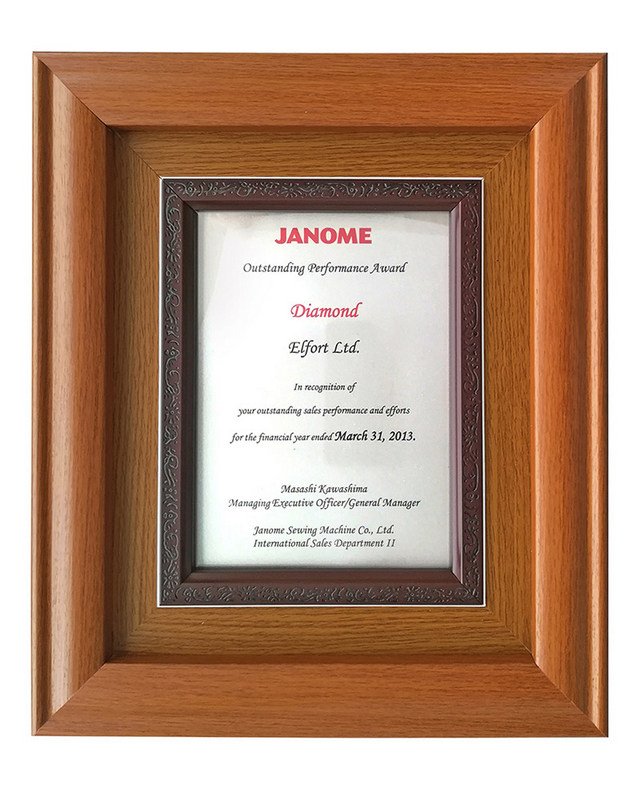 JANOME
Outstanding Performance Award
Diamond
Elfort Ltd.
In recognition of
your outstanding sales performance and efforts
for the financial year ended March 31, 2013.
Masashi Kawashima
Managing Executive Officer/General Manager
Janome Sewing Machine Co., Ltd.
International Sales Department II